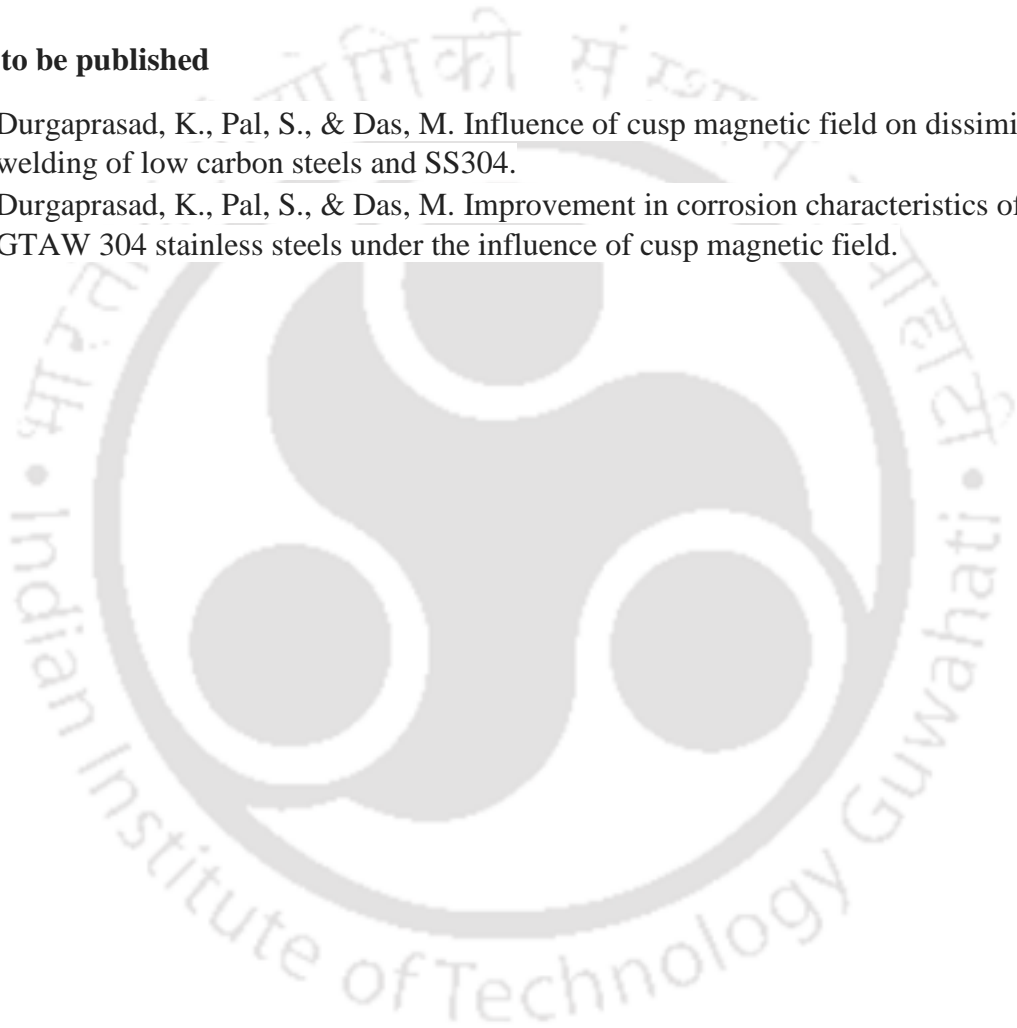 to be published
Durgaprasad, K., Pal, S., & Das, M. Influence of cusp magnetic field on dissimi
welding of low carbon steels and SS304.
Durgaprasad, K., Pal, S., & Das, M. Improvement in corrosion characteristics of
GTAW 304 stainless steels under the influence of cusp magnetic field.
Indian Institute of Technology Guwahati